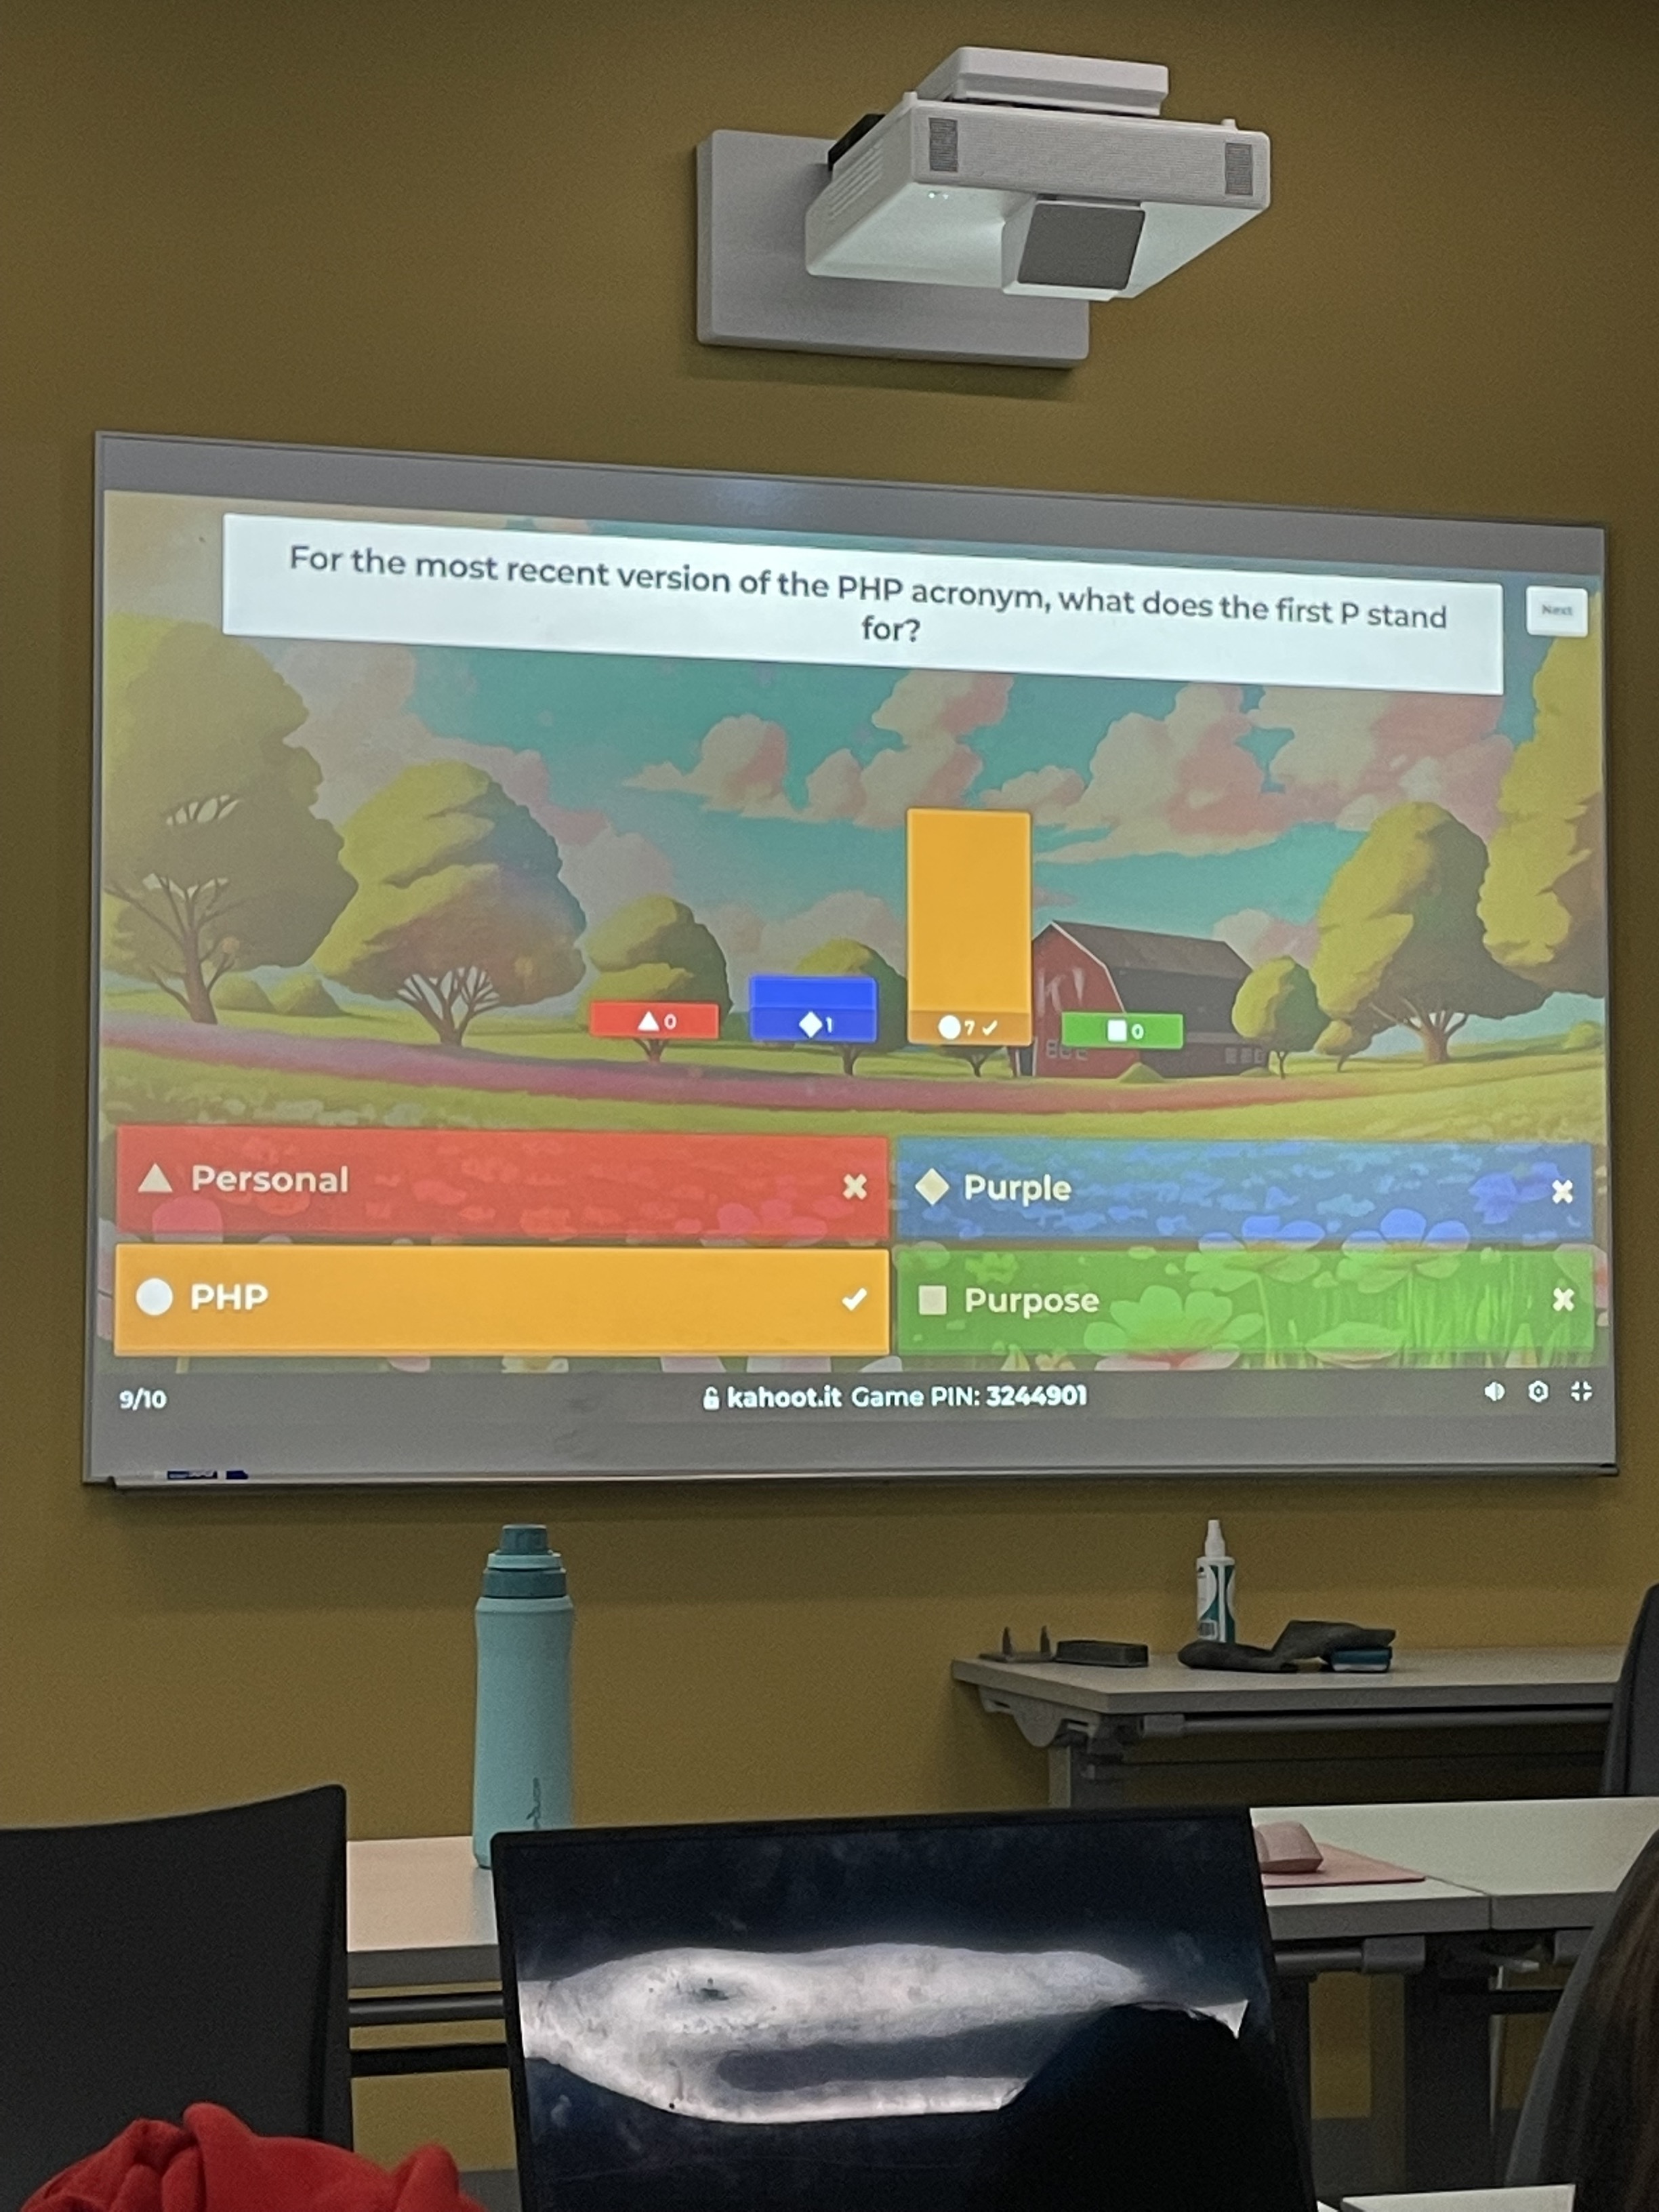 For the most recent version of the PHP acronym, what does the first P stand
for?
Next
0
1
7
0
Personal
Purple
PHP
Purpose
9/10
kahoot.it Game PIN: 3244901